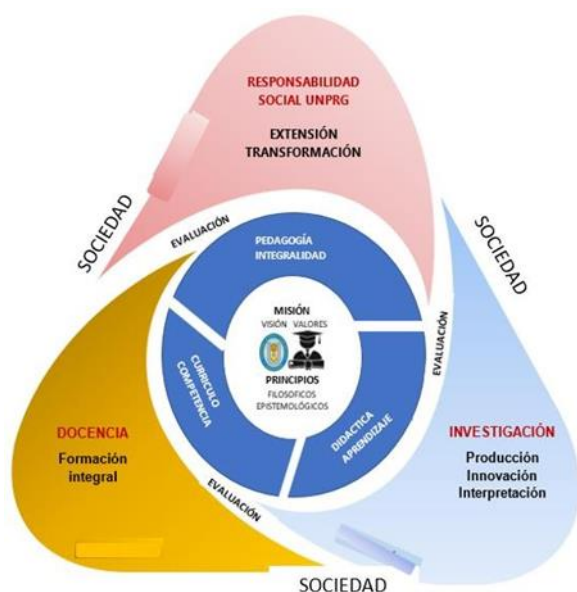 RESPONSABILIDAD
SOCIAL UNPRG
EXTENSIÓN
TRANSFORMACIÓN
SOCIEDAD
SOCIEDAD
EVALUACIÓN
PEDAGOGÍA
INTEGRALIDAD
MISIÓN
VISIÓN VALORES
PRINCIPIOS
FILOSOFICOS
EPISTEMOLÓGICOS
EVALUACIÓN
CURRICULO
COMPETENCIA
DIDACTICA
APRENDIZAJE
DOCENCIA
Formación
integral
INVESTIGACIÓN
Producción
Innovación
Interpretación
EVALUACIÓN
SOCIEDAD